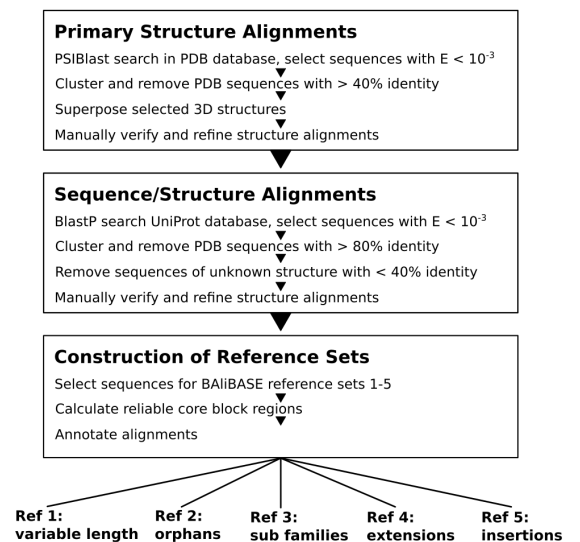 Primary Structure Alignments
PSIBlast search in PDB database, select sequences with E < 10⁻³
Cluster and remove PDB sequences with > 40% identity
Superpose selected 3D structures
Manually verify and refine structure alignments
Sequence/Structure Alignments
BlastP search UniProt database, select sequences with E < 10⁻³
Cluster and remove PDB sequences with > 80% identity
Remove sequences of unknown structure with < 40% identity
Manually verify and refine structure alignments
Construction of Reference Sets
Select sequences for BAliBASE reference sets 1-5
Calculate reliable core block regions
Annotate alignments
Ref 1:
variable length
Ref 2:
orphans
Ref 3:
sub families
Ref 4:
extensions
Ref 5:
insertions